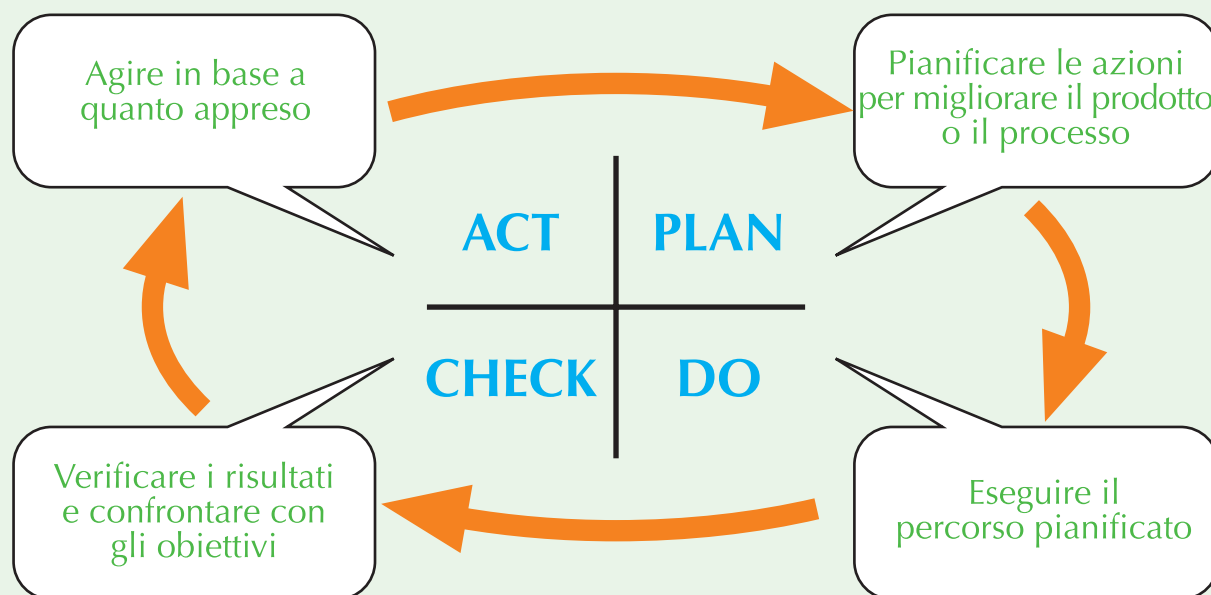 Agire in base a
quanto appreso
Pianificare le azioni
per migliorare il prodotto
o il processo
ACT
PLAN
CHECK
DO
Verificare i risultati
e confrontare con
gli obiettivi
Eseguire il
percorso pianificato